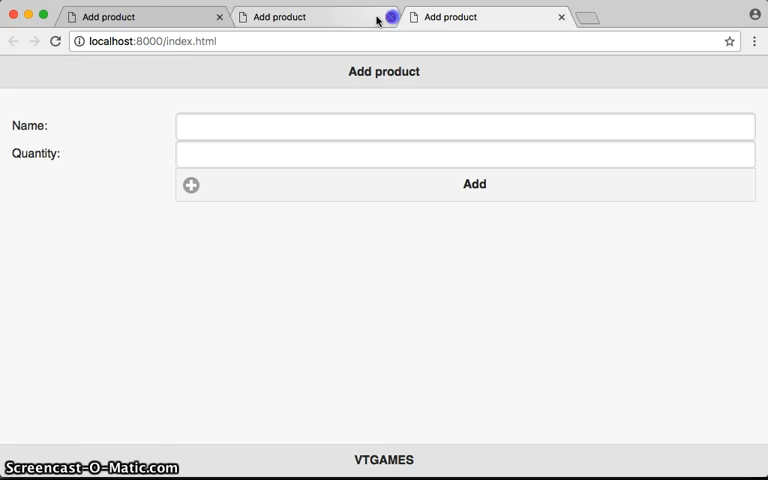 Add product
Add product
Add product
localhost:8000/index.html
Add product
Name:
Quantity:
Add
VTGAMES
Screencast-O-Matic.com